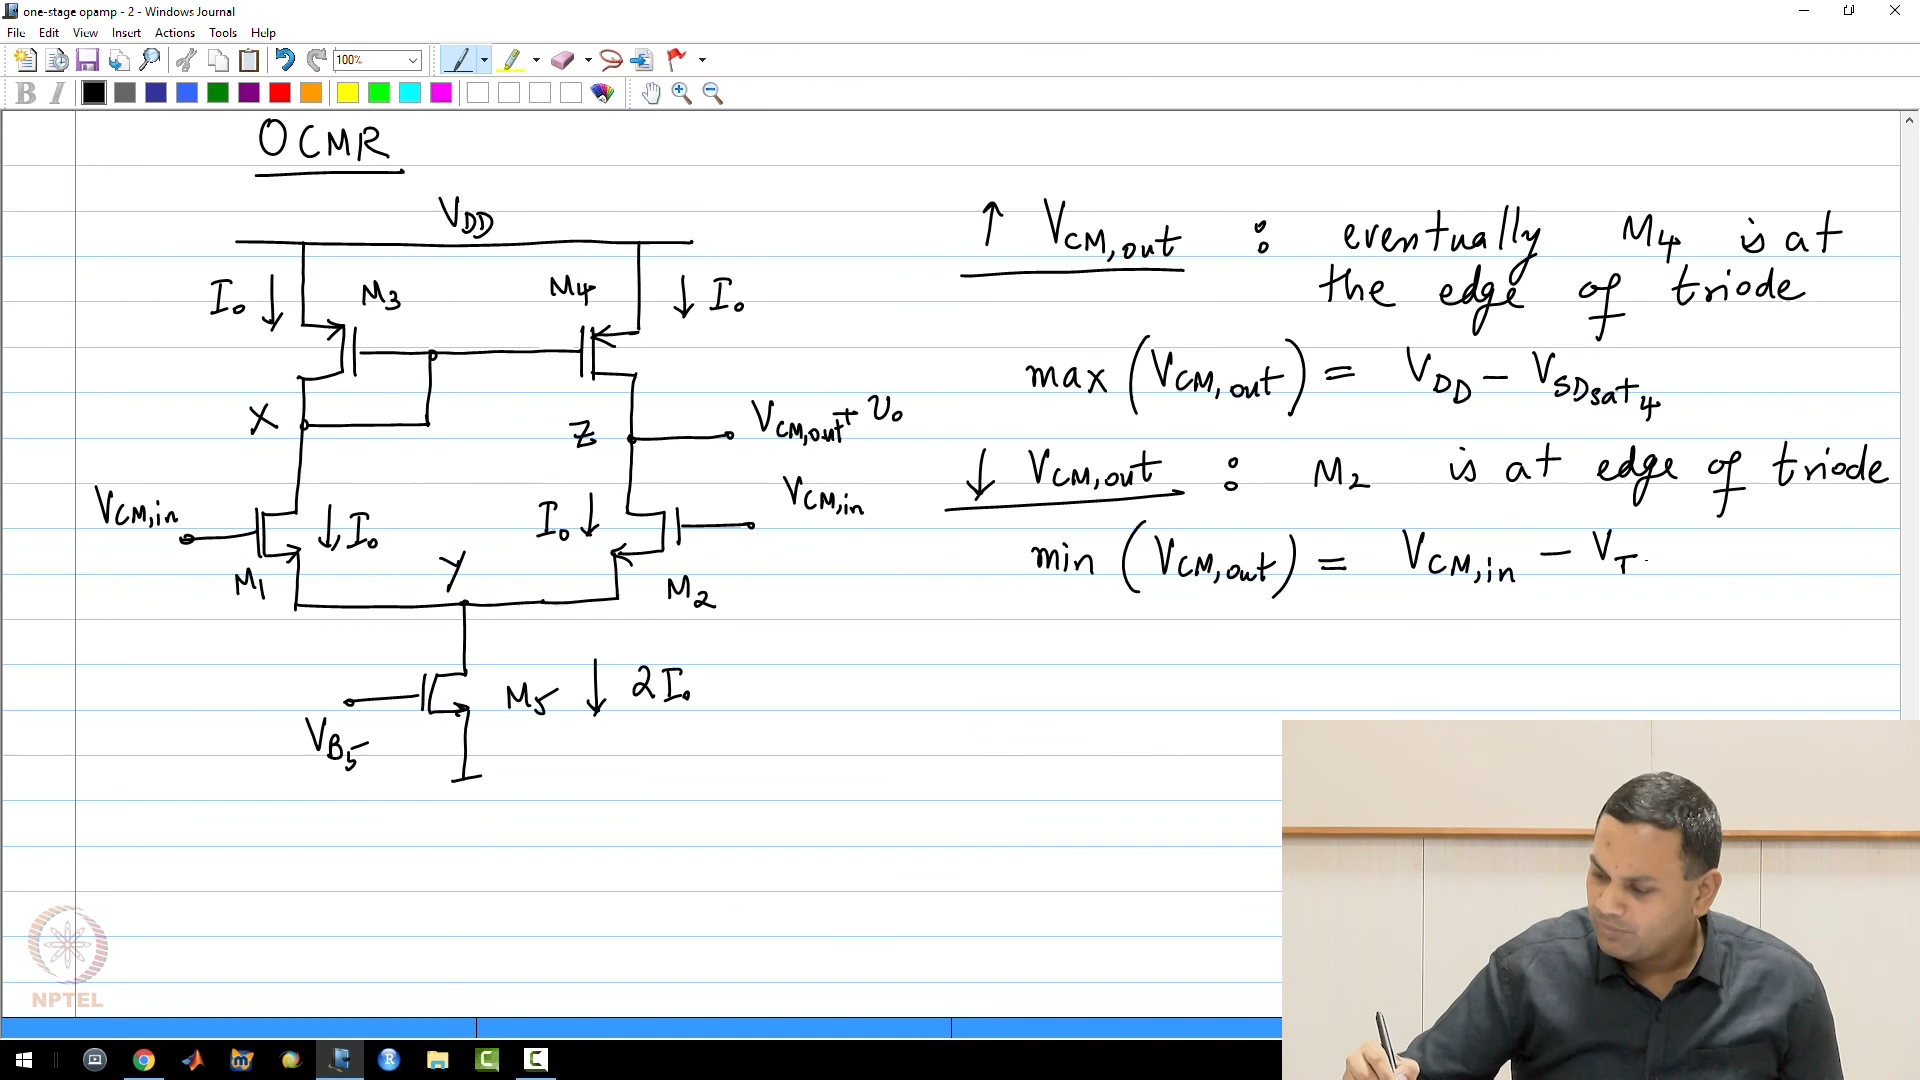 one-stage opamp - 2 - Windows Journal
File Edit View Insert Actions Tools Help
100%
B I
OCMR
VDD
I₀ ↓ M3 M4 ↓ I₀
X Z VCM,out + vo
VCM,in I₀ ↓ VCM,in
↓ I₀
M1 Y M2
M5 ↓ 2I₀
VB5
↑ VCM,out : eventually M4 is at
the edge of triode
max (VCM,out) = VDD - VSDsat4
↓ VCM,out : M2 is at edge of triode
min (VCM,out) = VCM,in - VT
NPTEL